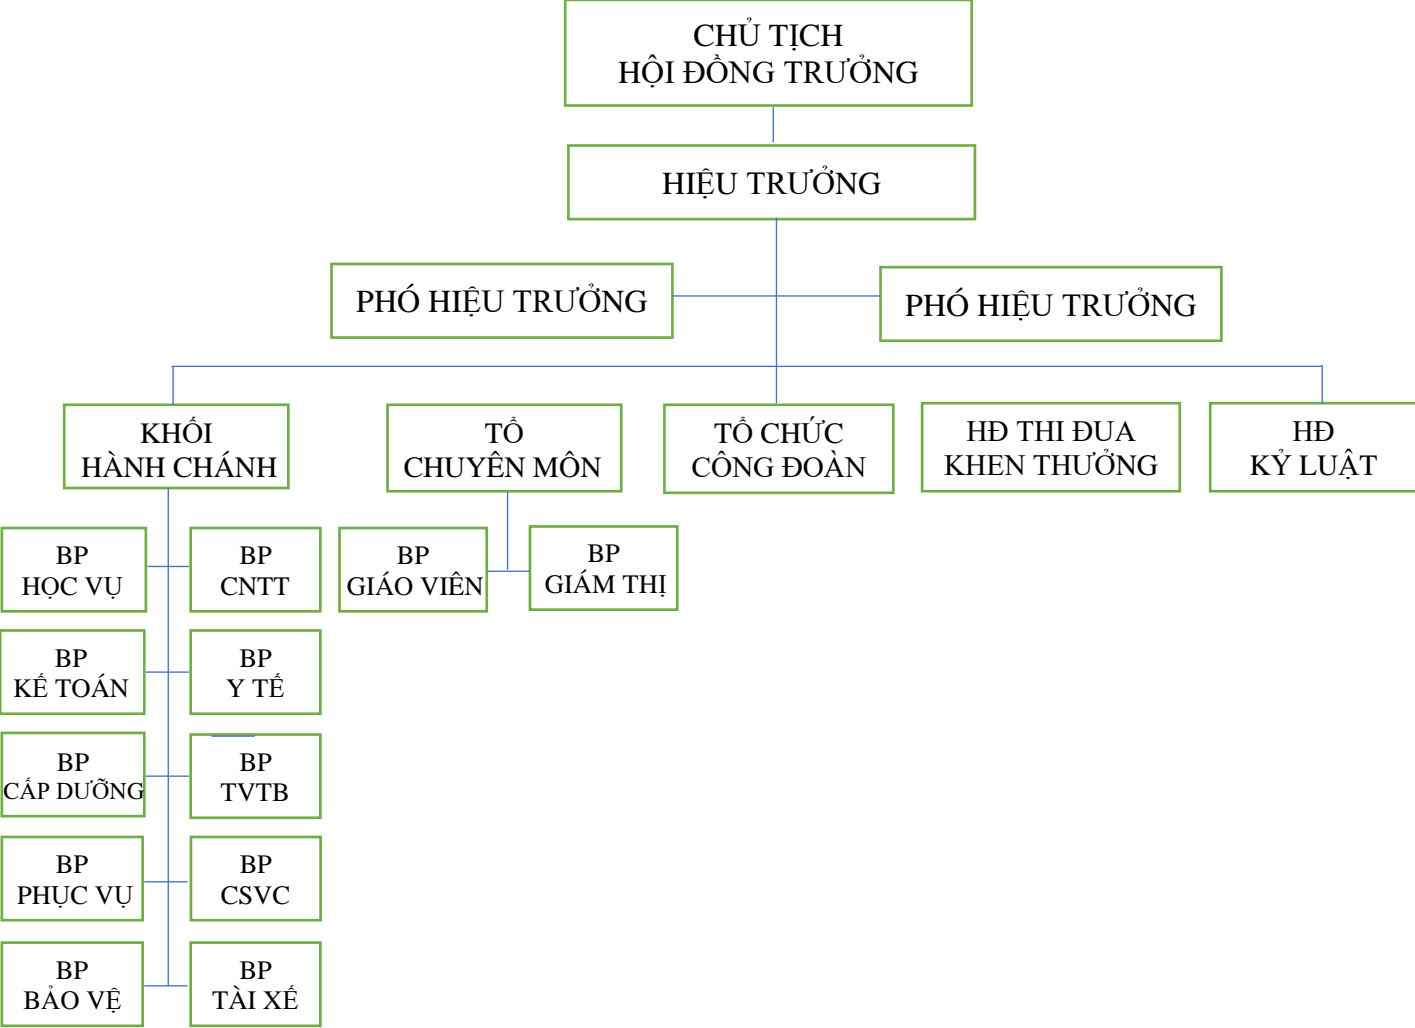 CHỦ TỊCH
HỘI ĐỒNG TRƯỞNG
HIỆU TRƯỞNG
PHÓ HIỆU TRƯỞNG
PHÓ HIỆU TRƯỞNG
KHỐI
HÀNH CHÁNH
TỔ
CHUYÊN MÔN
TỔ CHỨC
CÔNG ĐOÀN
HĐ THI ĐUA
KHEN THƯỞNG
HĐ
KỶ LUẬT
BP
HỌC VỤ
BP
CNTT
BP
GIÁO VIÊN
BP
GIÁM THỊ
BP
KẾ TOÁN
BP
Y TẾ
BP
CẤP DƯỠNG
BP
TVTB
BP
PHỤC VỤ
BP
CSVC
BP
BẢO VỆ
BP
TÀI XẾ